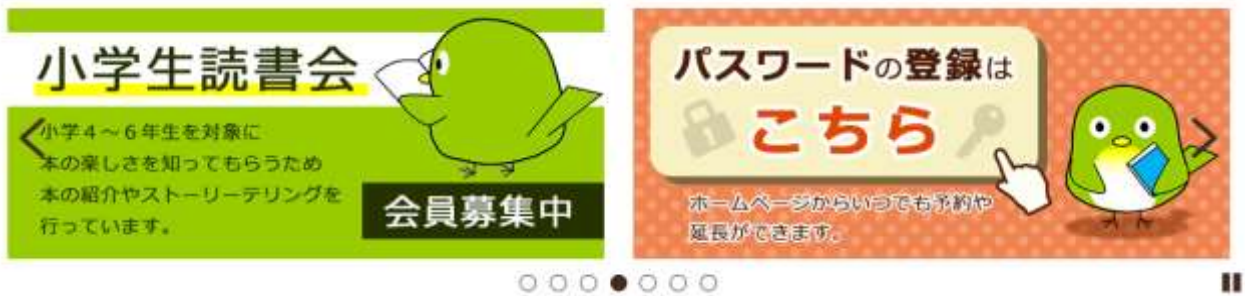 小学生読書会
小学4～6年生を対象に
本の楽しさを知ってもらうため
本の紹介やストーリーテリングを
行っています。
会員募集中
パスワードの登録は
こちら
ホームページからいつでも予約や
延長ができます。